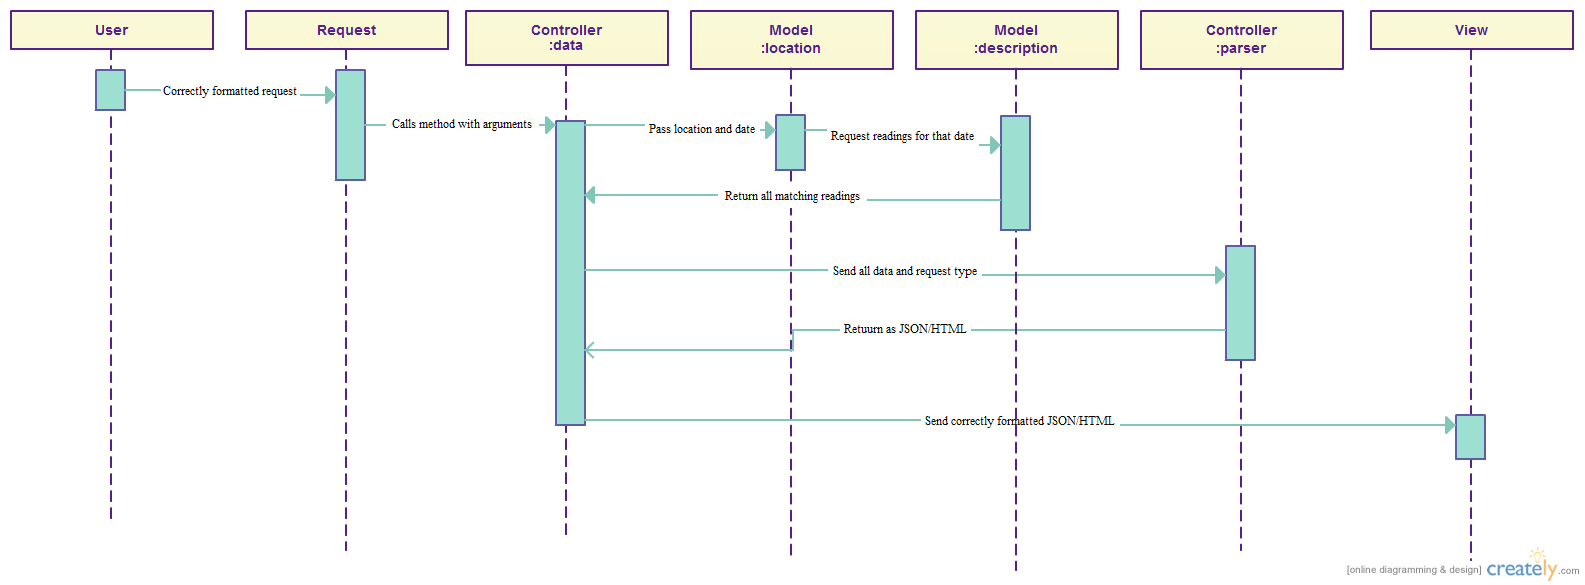 User
Request
Controller
:data
Model
:location
Model
:description
Controller
:parser
View
Correctly formatted request
Calls method with arguments
Pass location and date
Request readings for that date
Return all matching readings
Send all data and request type
Retuurn as JSON/HTML
Send correctly formatted JSON/HTML
[online diagramming & design] creately.com